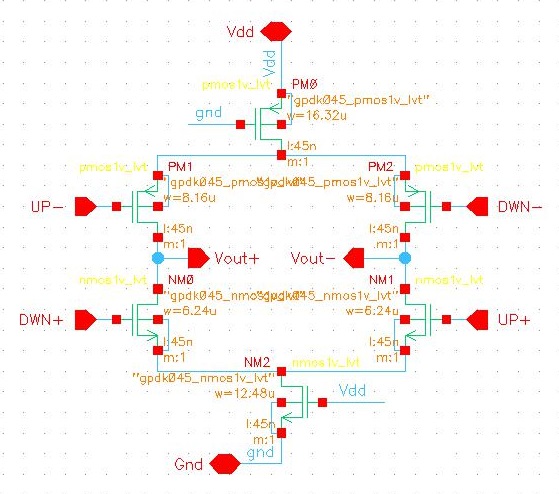 Vdd
Vdd
pmos1v_lvt PM0
"gpdk045_pmos1v_lvt"
gnd
w=16.32u
l:45n
m:1
pmos1v_lvt PM1
"gpdk045_pmos1v_lvt"
w=8.16u
UP-
l:45n
m:1
PM2 pmos1v_lvt
"gpdk045_pmos1v_lvt"
w=8.16u
DWN-
l:45n
m:1
Vout+
Vout-
nmos1v_lvt NM0
"gpdk045_nmos1v_lvt"
w=6.24u
DWN+
l:45n
m:1
NM1 nmos1v_lvt
"gpdk045_nmos1v_lvt"
w=6.24u
UP+
l:45n
m:1
NM2 nmos1v_lvt
"gpdk045_nmos1v_lvt"
w=12.48u
Vdd
l:45n
m:1
gnd
Gnd